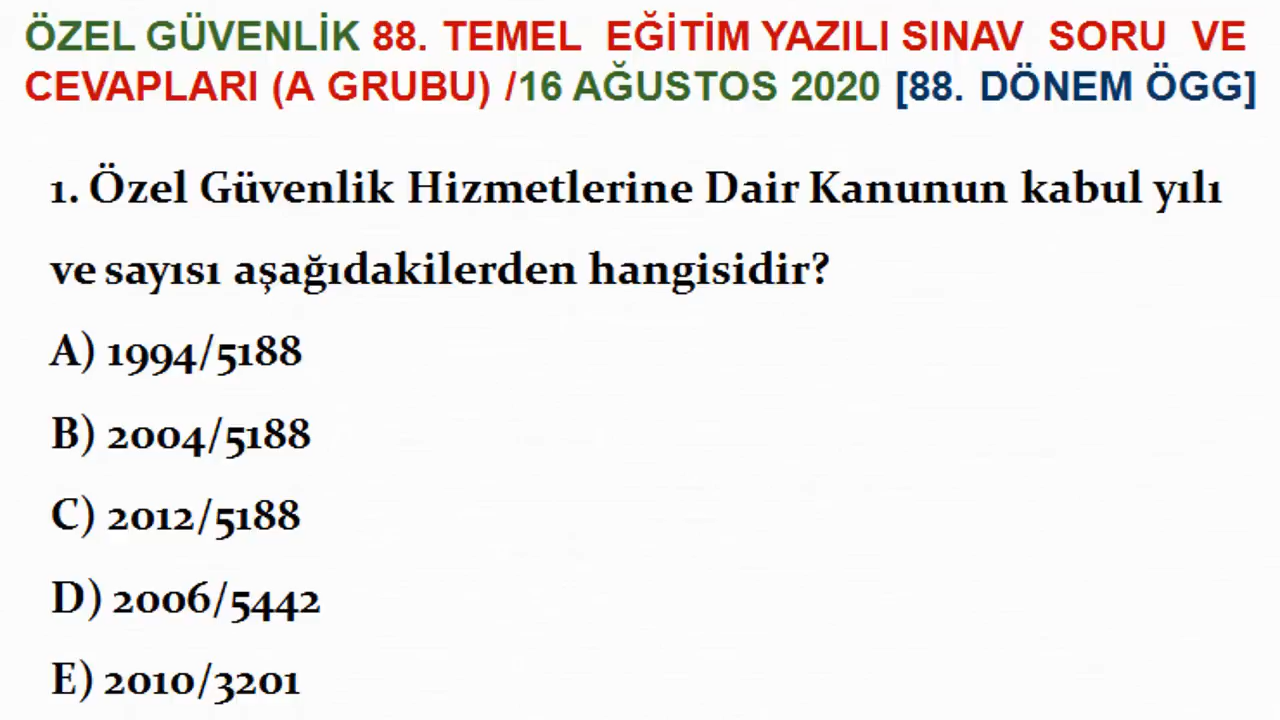 ÖZEL GÜVENLİK 88. TEMEL EĞİTİM YAZILI SINAV SORU VE
CEVAPLARI (A GRUBU) /16 AĞUSTOS 2020 [88. DÖNEM ÖGG]
1. Özel Güvenlik Hizmetlerine Dair Kanunun kabul yılı
ve sayısı aşağıdakilerden hangisidir?
A) 1994/5188
B) 2004/5188
C) 2012/5188
D) 2006/5442
E) 2010/3201